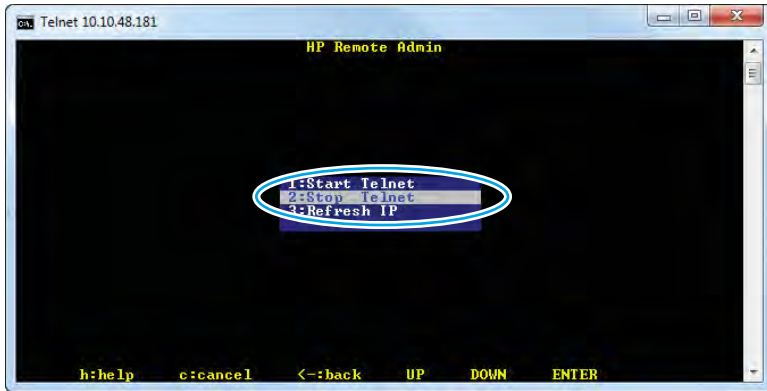 C:\. Telnet 10.10.48.181
HP Remote Admin
1:Start Telnet
2:Stop  Telnet
3:Refresh IP
h:help c:cancel <-:back UP DOWN ENTER